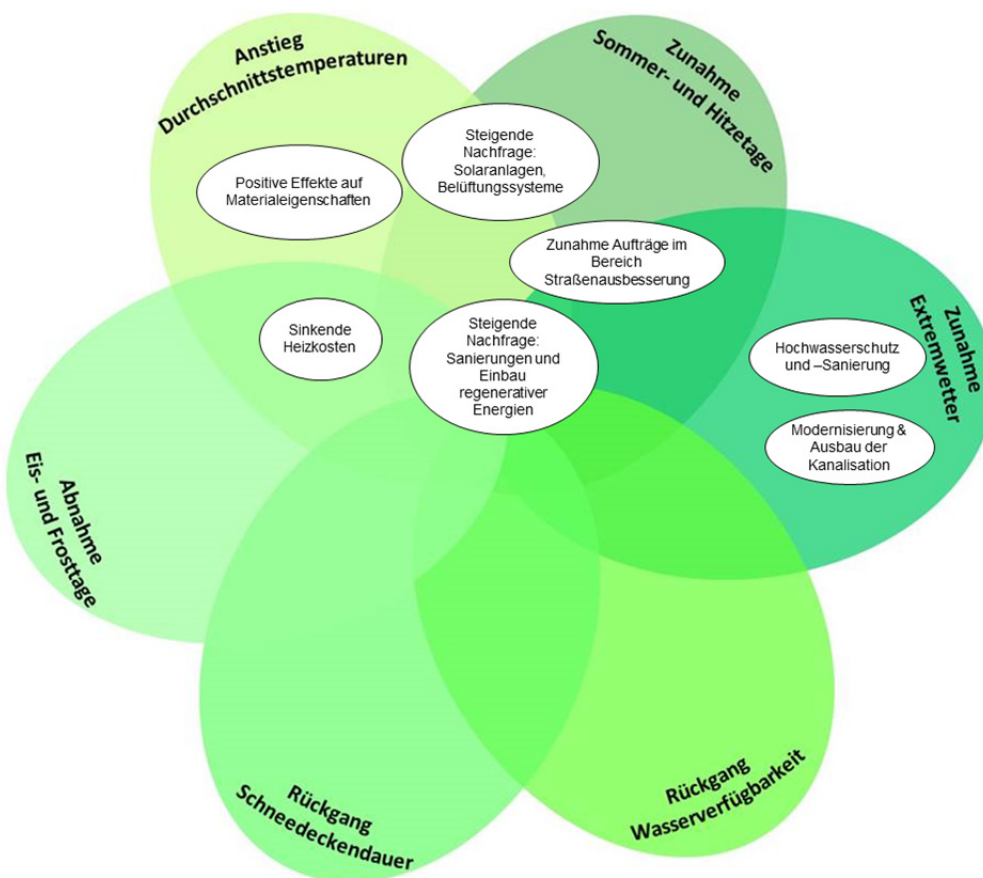 Anstieg
Durchschnittstemperaturen
Zunahme
Sommer- und Hitzetage
Steigende
Nachfrage:
Solaranlagen,
Belüftungssysteme
Positive Effekte auf
Materialeigenschaften
Zunahme Aufträge im
Bereich
Straßenausbesserung
Sinkende
Heizkosten
Steigende
Nachfrage:
Sanierungen und
Einbau
regenerativer
Energien
Zunahme
Extremwetter
Hochwasserschutz
und –Sanierung
Modernisierung &
Ausbau der
Kanalisation
Abnahme
Eis- und Frosttage
Rückgang
Schneedeckendauer
Rückgang
Wasserverfügbarkeit